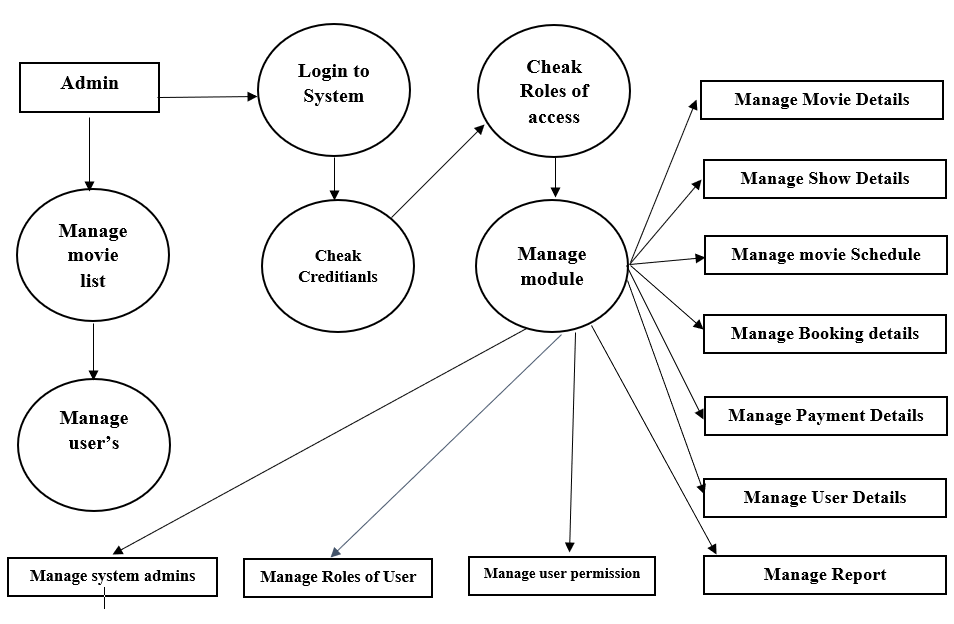 Admin
Login to
System
Cheak
Roles of
access
Manage Movie Details
Manage Show Details
Manage movie Schedule
Manage Booking details
Manage Payment Details
Manage User Details
Manage Report
Manage
movie
list
Cheak
Creditianls
Manage
module
Manage
user’s
Manage system admins
Manage Roles of User
Manage user permission